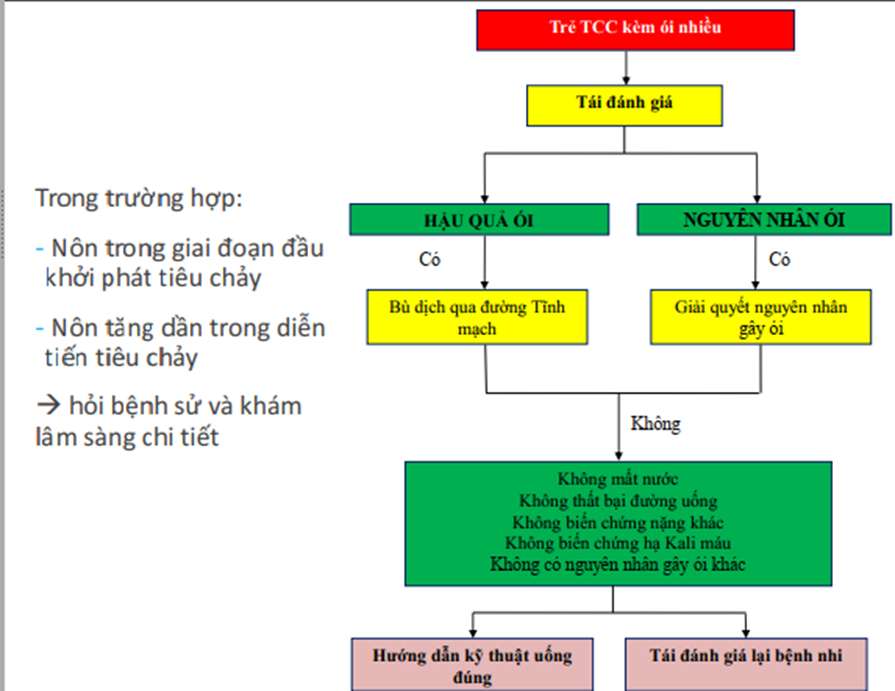 Trẻ TCC kèm ói nhiều
Tái đánh giá
Trong trường hợp:
- Nôn trong giai đoạn đầu
khởi phát tiêu chảy
- Nôn tăng dần trong diễn
tiến tiêu chảy
→ hỏi bệnh sử và khám
lâm sàng chi tiết
HẬU QUẢ ÓI
NGUYÊN NHÂN ÓI
Có
Có
Bù dịch qua đường Tĩnh
mạch
Giải quyết nguyên nhân
gây ói
Không
Không mất nước
Không thất bại đường uống
Không biến chứng nặng khác
Không biến chứng hạ Kali máu
Không có nguyên nhân gây ói khác
Hướng dẫn kỹ thuật uống
đúng
Tái đánh giá lại bệnh nhi